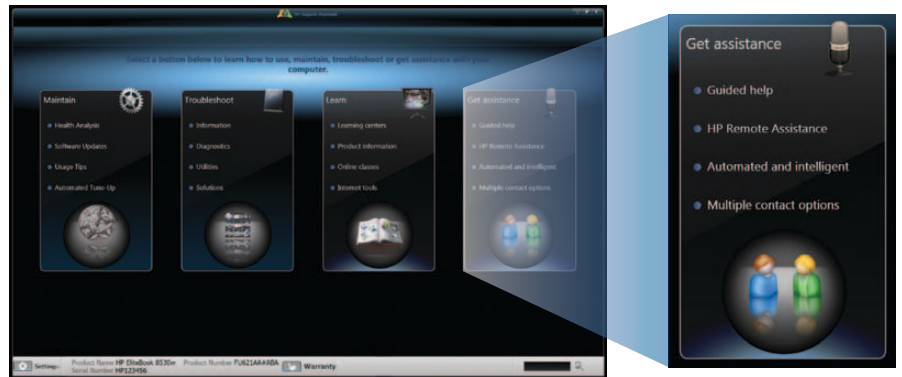 HP Support Assistant
Select a button below to learn how to use, maintain, troubleshoot or get assistance with your
computer.
Maintain
Health Analysis
Software Updates
Usage Tips
Automated Tune-Up
Troubleshoot
Information
Diagnostics
Utilities
Solutions
Learn
Learning centers
Product information
Online classes
Internet tools
Get assistance
Guided help
HP Remote Assistance
Automated and intelligent
Multiple contact options
Settings
Product Name HP EliteBook 8530w Product Number FU621AA#ABA
Serial Number HP123456
Warranty
Get assistance
Guided help
HP Remote Assistance
Automated and intelligent
Multiple contact options